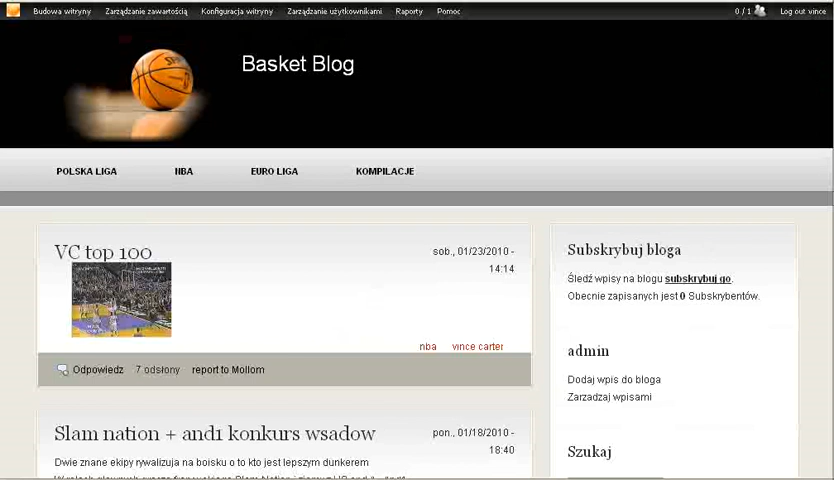 Budowa witryny Zarządzanie zawartością Konfiguracja witryny Zarządzanie użytkownikami Raporty Pomoc 0 / 1 Log out vince
Basket Blog
POLSKA LIGA NBA EURO LIGA KOMPILACJE
VC top 100
sob., 01/23/2010 -
14:14
nba vince carter
Odpowiedz 7 odsłony report to Mollom
Slam nation + and1 konkurs wsadow
pon., 01/18/2010 -
18:40
Dwie znane ekipy rywalizuja na boisku o to kto jest lepszym dunkerem
Subskrybuj bloga
Śledź wpisy na blogu subskrybuj go.
Obecnie zapisanych jest 0 Subskrybentów.
admin
Dodaj wpis do bloga
Zarzadzaj wpisami
Szukaj